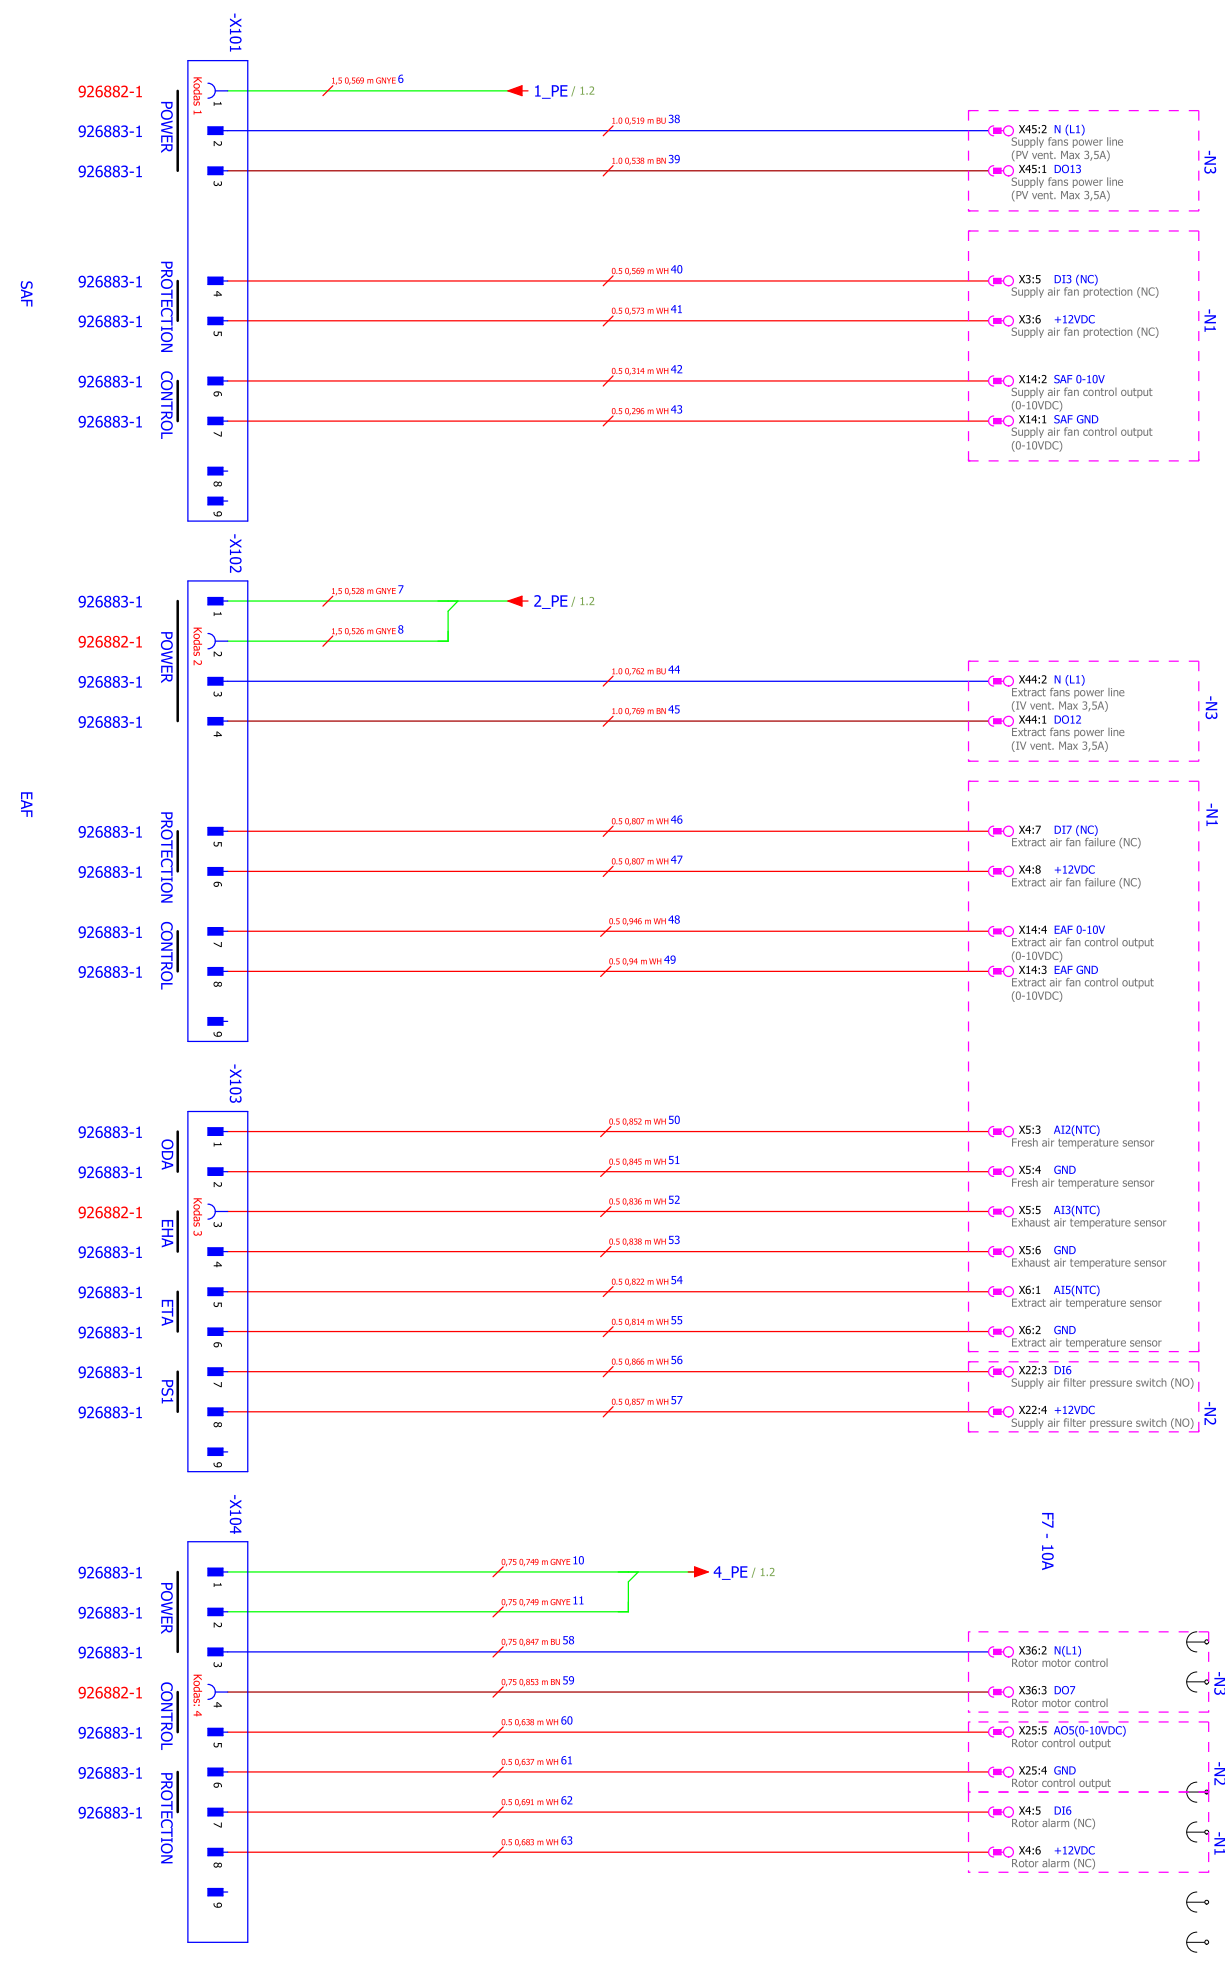 -X101
926882-1
Kodas 1
1
1,5 0,569 m GNYE 6
1_PE / 1.2
POWER
926883-1
2
1.0 0,519 m BU 38
X45:2 N (L1)
Supply fans power line
(PV vent. Max 3,5A)
-N3
926883-1
3
1.0 0,538 m BN 39
X45:1 DO13
Supply fans power line
(PV vent. Max 3,5A)
SAF
PROTECTION
926883-1
4
0.5 0,569 m WH 40
X3:5 DI3 (NC)
Supply air fan protection (NC)
-N1
926883-1
5
0.5 0,573 m WH 41
X3:6 +12VDC
Supply air fan protection (NC)
CONTROL
926883-1
6
0.5 0,314 m WH 42
X14:2 SAF 0-10V
Supply air fan control output
(0-10VDC)
926883-1
7
0.5 0,296 m WH 43
X14:1 SAF GND
Supply air fan control output
(0-10VDC)
8
9
-X102
926883-1
1
1,5 0,528 m GNYE 7
2_PE / 1.2
POWER
926882-1
Kodas 2
2
1,5 0,526 m GNYE 8
926883-1
3
1.0 0,762 m BU 44
X44:2 N (L1)
Extract fans power line
(IV vent. Max 3,5A)
-N3
926883-1
4
1.0 0,769 m BN 45
X44:1 DO12
Extract fans power line
(IV vent. Max 3,5A)
EAF
-N1
PROTECTION
926883-1
5
0.5 0,807 m WH 46
X4:7 DI7 (NC)
Extract air fan failure (NC)
926883-1
6
0.5 0,807 m WH 47
X4:8 +12VDC
Extract air fan failure (NC)
CONTROL
926883-1
7
0.5 0,946 m WH 48
X14:4 EAF 0-10V
Extract air fan control output
(0-10VDC)
926883-1
8
0.5 0,94 m WH 49
X14:3 EAF GND
Extract air fan control output
(0-10VDC)
9
-X103
926883-1
1
0.5 0,852 m WH 50
X5:3 AI2(NTC)
Fresh air temperature sensor
ODA
926883-1
2
0.5 0,845 m WH 51
X5:4 GND
Fresh air temperature sensor
926882-1
Kodas 3
3
0.5 0,836 m WH 52
X5:5 AI3(NTC)
Exhaust air temperature sensor
EHA
926883-1
4
0.5 0,838 m WH 53
X5:6 GND
Exhaust air temperature sensor
926883-1
5
0.5 0,822 m WH 54
X6:1 AI5(NTC)
Extract air temperature sensor
ETA
926883-1
6
0.5 0,814 m WH 55
X6:2 GND
Extract air temperature sensor
926883-1
7
0.5 0,866 m WH 56
X22:3 DI6
Supply air filter pressure switch (NO)
PS1
926883-1
8
0.5 0,857 m WH 57
X22:4 +12VDC
Supply air filter pressure switch (NO)
-N2
9
-X104
F7 - 10A
926883-1
1
0,75 0,749 m GNYE 10
4_PE / 1.2
POWER
926883-1
2
0,75 0,749 m GNYE 11
926883-1
3
0,75 0,847 m BU 58
X36:2 N(L1)
Rotor motor control
-N3
926882-1
Kodas: 4
4
0,75 0,853 m BN 59
X36:3 DO7
Rotor motor control
CONTROL
926883-1
5
0.5 0,638 m WH 60
X25:5 AO5(0-10VDC)
Rotor control output
926883-1
6
0.5 0,637 m WH 61
X25:4 GND
Rotor control output
-N2
PROTECTION
926883-1
7
0.5 0,691 m WH 62
X4:5 DI6
Rotor alarm (NC)
8
0.5 0,683 m WH 63
X4:6 +12VDC
Rotor alarm (NC)
-N1
9